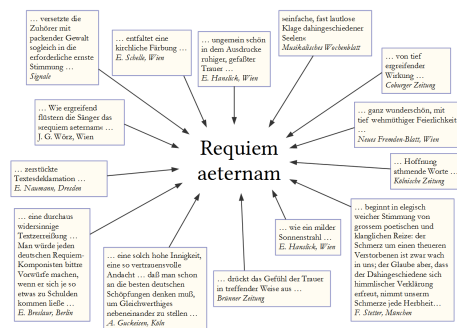 … versetzte die
Zuhörer mit
packender Gewalt
sogleich in die
erforderliche ernste
Stimmung …
Signale
… entfaltet eine
kirchliche Färbung …
E. Schelle, Wien
… ungemein schön
in dem Ausdrucke
ruhiger, gefaßter
Trauer …
E. Hanslick, Wien
»einfache, fast lautlose
Klage dahingeschiedener
Seelen«
Musikalisches Wochenblatt
… von tief
ergreifender
Wirkung …
Coburger Zeitung
… Wie ergreifend
flüstern die Sänger das
»requiem aeternam« …
J. G. Wörz, Wien
… ganz wunderschön, mit
tief wehmüthiger Feierlichkeit
…
Neues Fremden-Blatt, Wien
Requiem
aeternam
… zerstückte
Textesdeklamation …
E. Naumann, Dresden
… Hoffnung
athmende Worte …
Kölnische Zeitung
… eine durchaus
widersinnige
Textzereißung …
Man würde jeden
deutschen Requiem-
Komponisten bitter
Vorwürfe machen,
wenn er sich je so
etwas zu Schulden
kommen ließe …
E. Breslaur, Berlin
… eine solch hohe Innigkeit,
eine so vertrauensvolle
Andacht … daß man schon
an die besten deutschen
Schöpfungen denken muß,
um Gleichwerthiges
nebeneinander zu stellen …
A. Guckeisen, Köln
… drückt das Gefühl der Trauer
in treffender Weise aus …
Brünner Zeitung
… wie ein milder
Sonnenstrahl …
E. Hanslick, Wien
… beginnt in elegisch
weicher Stimmung von
grossem poetischen und
klanglichen Reize: der
Schmerz um einen theueren
Verstorbenen ist zwar wach
in uns; der Glaube aber, dass
der Dahingeschiedene sich
himmlischer Verklärung
erfreut, nimmt unserem
Schmerze jede Herbheit…
F. Stetter, München